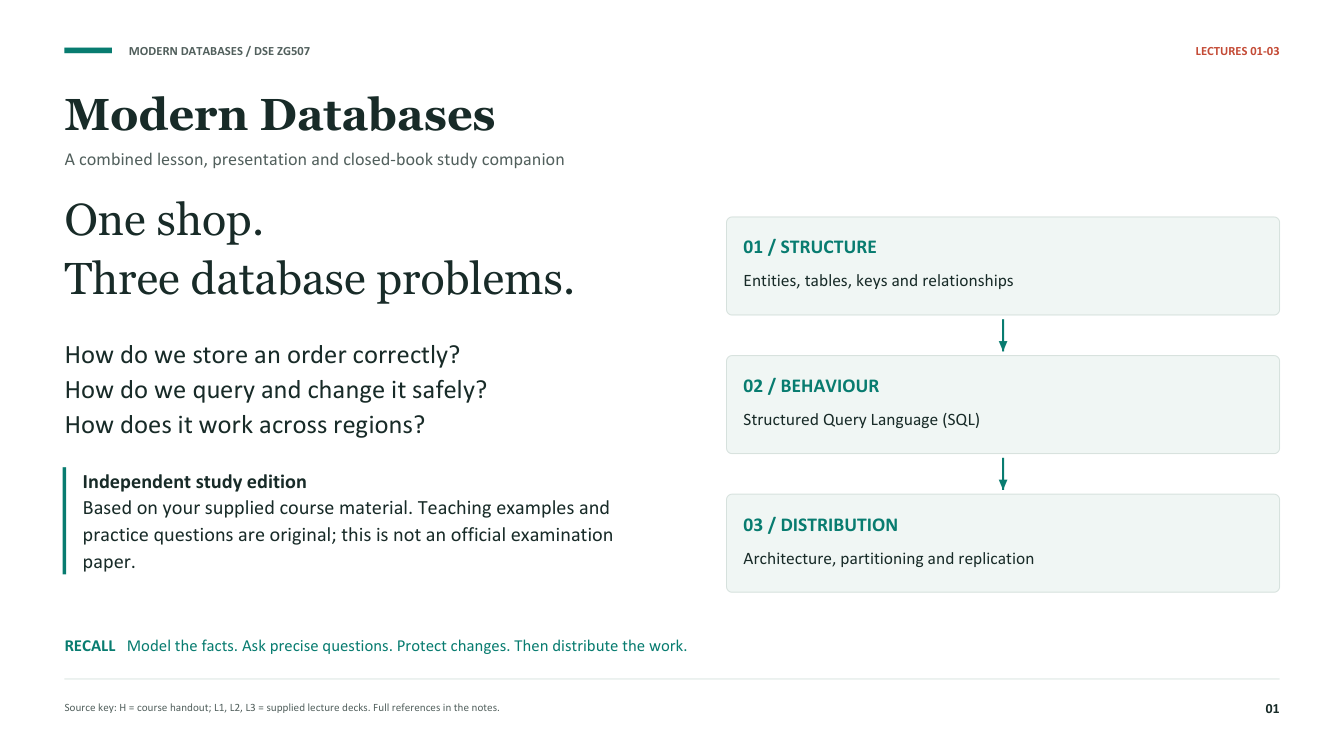 MODERN DATABASES / DSE ZG507
LECTURES 01-03
Modern Databases
A combined lesson, presentation and closed-book study companion
One shop.
Three database problems.
How do we store an order correctly?
How do we query and change it safely?
How does it work across regions?
Independent study edition
Based on your supplied course material. Teaching examples and
practice questions are original; this is not an official examination
paper.
01 / STRUCTURE
Entities, tables, keys and relationships
02 / BEHAVIOUR
Structured Query Language (SQL)
03 / DISTRIBUTION
Architecture, partitioning and replication
RECALL Model the facts. Ask precise questions. Protect changes. Then distribute the work.
Source key: H = course handout; L1, L2, L3 = supplied lecture decks. Full references in the notes.
01